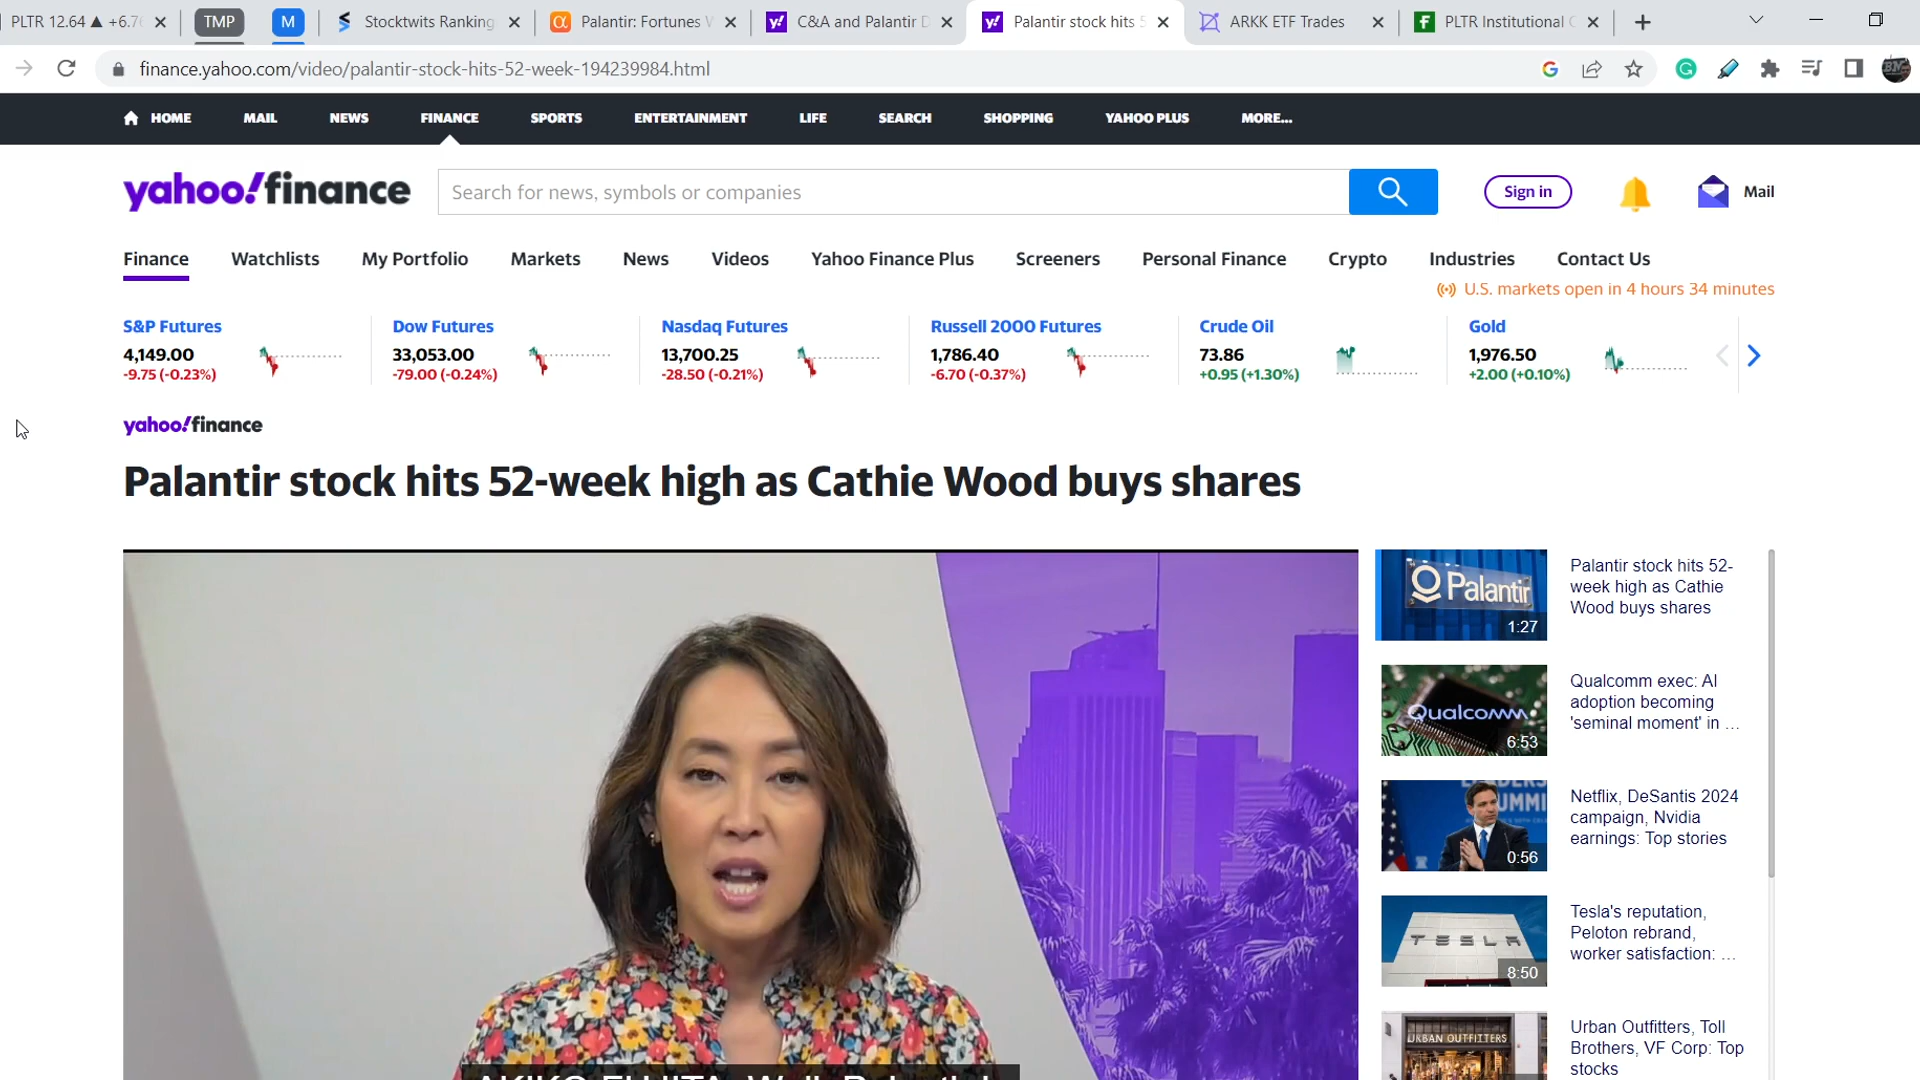 PLTR 12.64 ▲ +6.7
TMP
M
Stocktwits Ranking
Palantir: Fortunes
C&A and Palantir
Palantir stock hits 5
ARKK ETF Trades
PLTR Institutional
finance.yahoo.com/video/palantir-stock-hits-52-week-194239984.html
HOME MAIL NEWS FINANCE SPORTS ENTERTAINMENT LIFE SEARCH SHOPPING YAHOO PLUS MORE...
yahoo!finance
Search for news, symbols or companies
Sign in
Mail
Finance Watchlists My Portfolio Markets News Videos Yahoo Finance Plus Screeners Personal Finance Crypto Industries Contact Us
U.S. markets open in 4 hours 34 minutes
S&P Futures
4,149.00
-9.75 (-0.23%)
Dow Futures
33,053.00
-79.00 (-0.24%)
Nasdaq Futures
13,700.25
-28.50 (-0.21%)
Russell 2000 Futures
1,786.40
-6.70 (-0.37%)
Crude Oil
73.86
+0.95 (+1.30%)
Gold
1,976.50
+2.00 (+0.10%)
yahoo!finance
Palantir stock hits 52-week high as Cathie Wood buys shares
Palantir
1:27
Palantir stock hits 52-
week high as Cathie
Wood buys shares
Qualcomm
6:53
Qualcomm exec: AI
adoption becoming
'seminal moment' in ...
0:56
Netflix, DeSantis 2024
campaign, Nvidia
earnings: Top stories
TESLA
8:50
Tesla's reputation,
Peloton rebrand,
worker satisfaction: ...
URBAN OUTFITTERS
Urban Outfitters, Toll
Brothers, VF Corp: Top
stocks